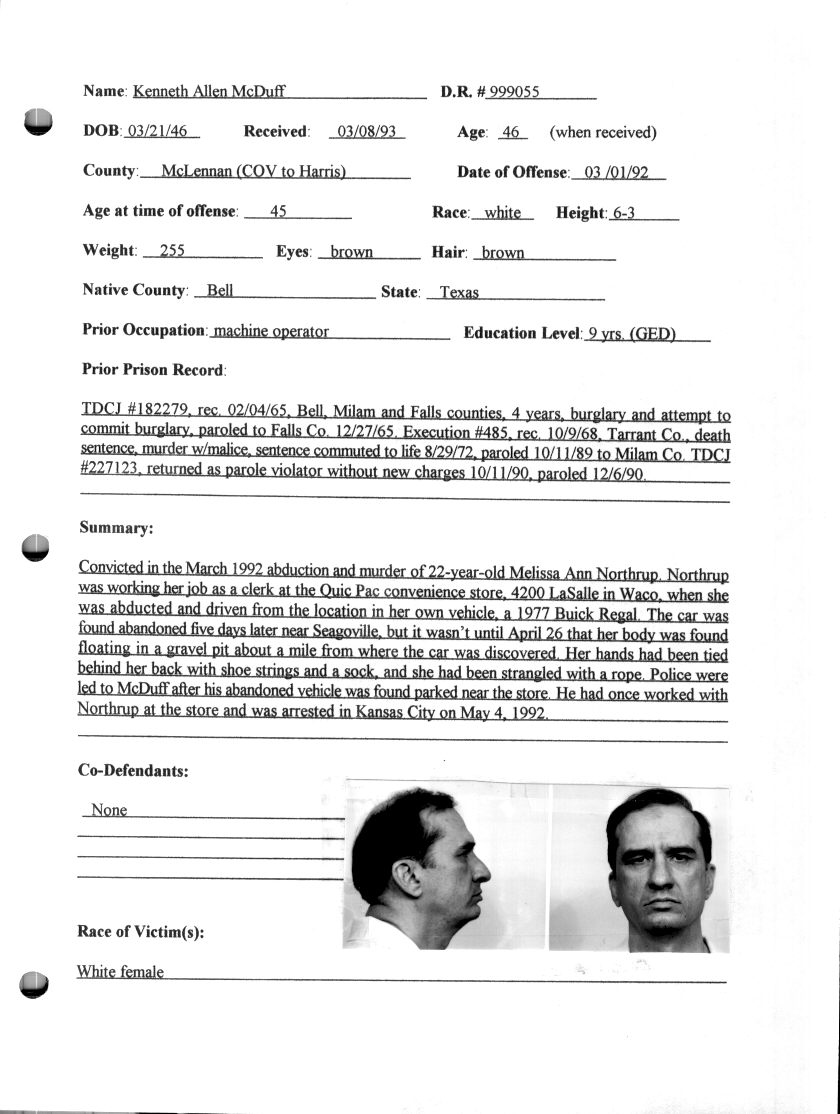 Name: Kenneth Allen McDuff D.R. # 999055
DOB: 03/21/46 Received: 03/08/93 Age: 46 (when received)
County: McLennan (COV to Harris) Date of Offense: 03 /01/92
Age at time of offense: 45 Race: white Height: 6-3
Weight: 255 Eyes: brown Hair: brown
Native County: Bell State: Texas
Prior Occupation: machine operator Education Level: 9 yrs. (GED)
Prior Prison Record:
TDCJ #182279, rec. 02/04/65, Bell, Milam and Falls counties, 4 years, burglary and attempt to
commit burglary, paroled to Falls Co. 12/27/65. Execution #485, rec. 10/9/68, Tarrant Co., death
sentence, murder w/malice, sentence commuted to life 8/29/72, paroled 10/11/89 to Milam Co. TDCJ
#227123, returned as parole violator without new charges 10/11/90, paroled 12/6/90.
Summary:
Convicted in the March 1992 abduction and murder of 22-year-old Melissa Ann Northrup. Northrup
was working her job as a clerk at the Quic Pac convenience store, 4200 LaSalle in Waco, when she
was abducted and driven from the location in her own vehicle, a 1977 Buick Regal. The car was
found abandoned five days later near Seagoville, but it wasn't until April 26 that her body was found
floating in a gravel pit about a mile from where the car was discovered. Her hands had been tied
behind her back with shoe strings and a sock, and she had been strangled with a rope. Police were
led to McDuff after his abandoned vehicle was found parked near the store. He had once worked with
Northrup at the store and was arrested in Kansas City on May 4, 1992.
Co-Defendants:
None
Race of Victim(s):
White female